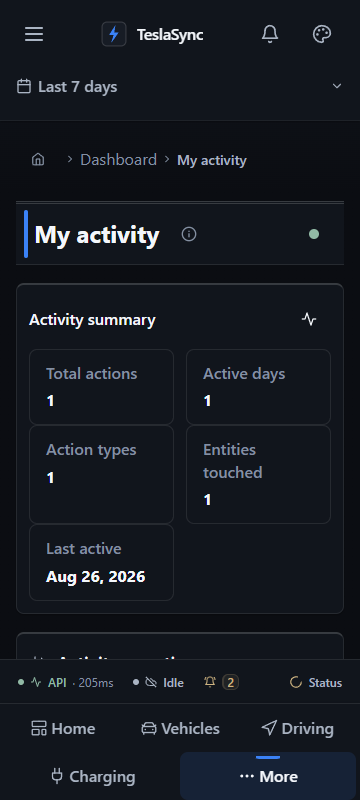 TeslaSync
Last 7 days
Dashboard > My activity
My activity
Activity summary
Total actions
1
Active days
1
Action types
1
Entities
touched
1
Last active
Aug 26, 2026
API · 205ms
Idle
2
Status
Home
Vehicles
Driving
Charging
More